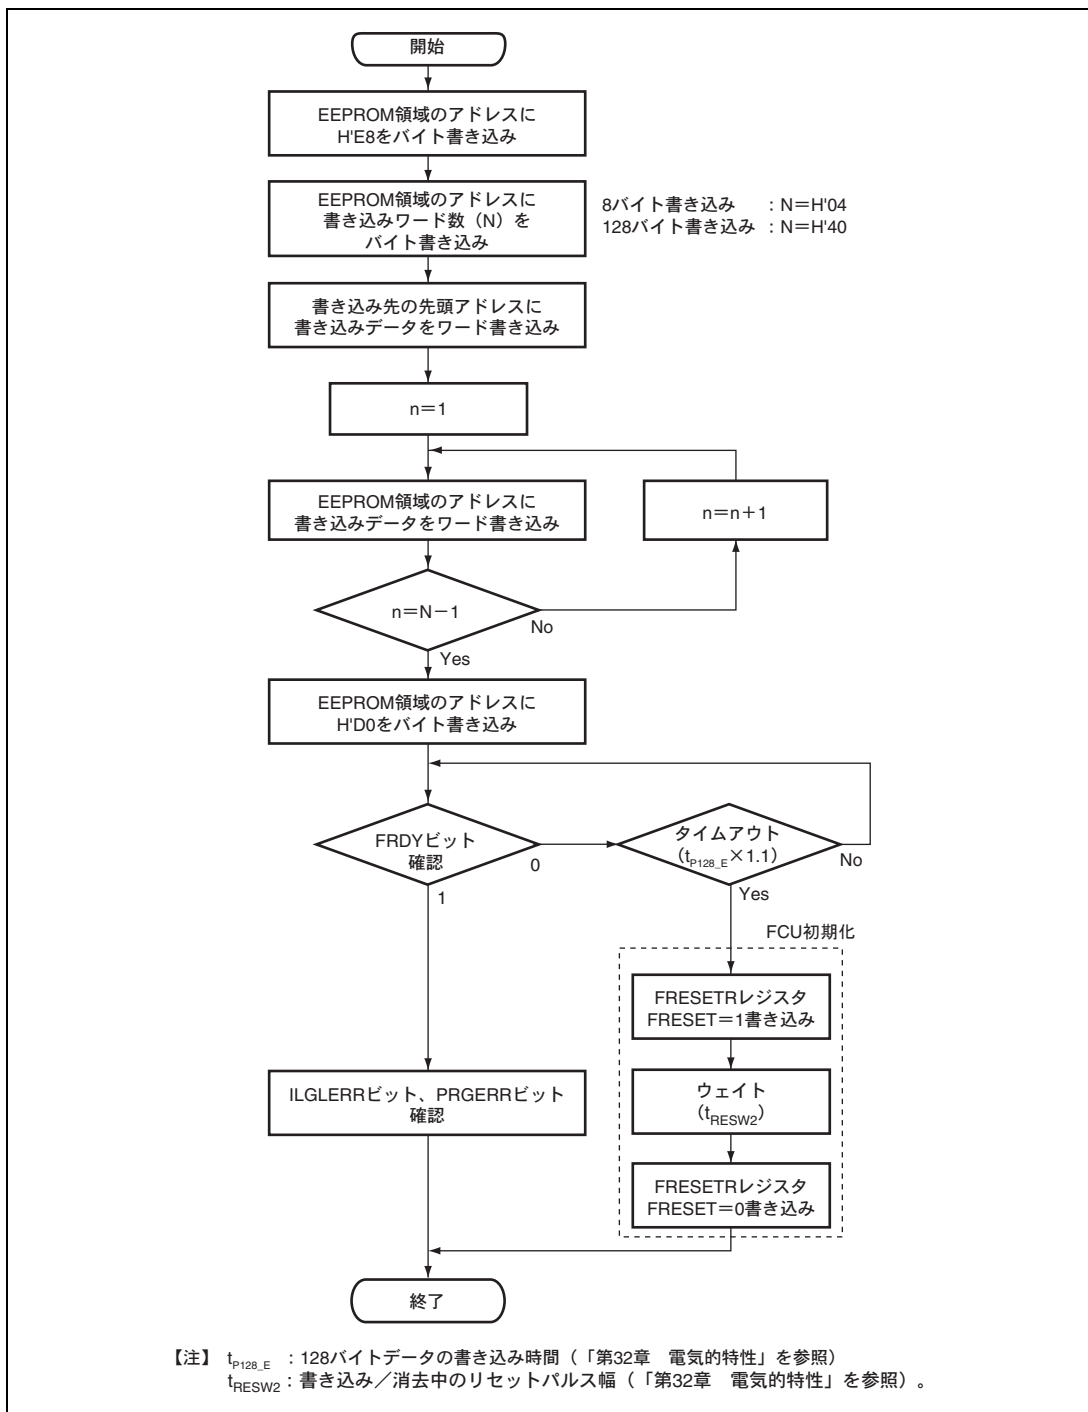 開始
EEPROM領域のアドレスに
H'E8をバイト書き込み
EEPROM領域のアドレスに
書き込みワード数（N）を
バイト書き込み
8バイト書き込み　：N＝H'04
128バイト書き込み ：N＝H'40
書き込み先の先頭アドレスに
書き込みデータをワード書き込み
n＝1
EEPROM領域のアドレスに
書き込みデータをワード書き込み
n＝n＋1
n＝N－1
No
Yes
EEPROM領域のアドレスに
H'D0をバイト書き込み
FRDYビット
確認
0
1
タイムアウト
（tP128_E×1.1）
No
Yes
FCU初期化
FRESETRレジスタ
FRESET＝1書き込み
ウェイト
（tRESW2）
FRESETRレジスタ
FRESET＝0書き込み
ILGLERRビット、PRGERRビット
確認
終了
【注】 tP128_E ：128バイトデータの書き込み時間（「第32章　電気的特性」を参照）
tRESW2：書き込み／消去中のリセットパルス幅（「第32章　電気的特性」を参照）。